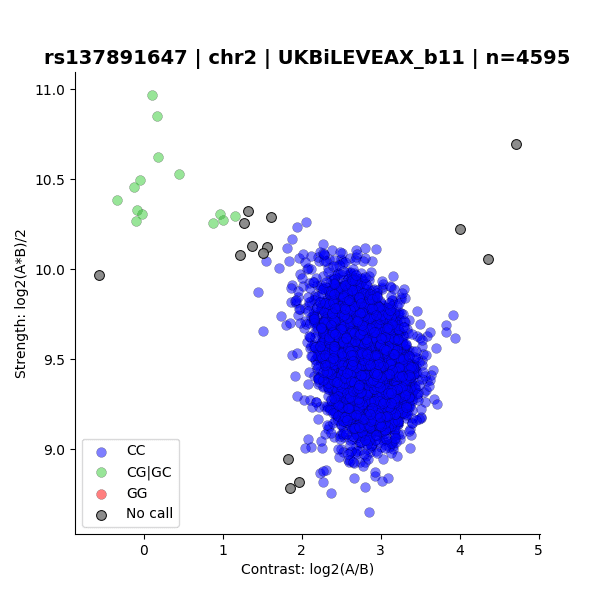 rs137891647 | chr2 | UKBiLEVEAX_b11 | n=4595
11.0
10.5
10.0
9.5
9.0
Strength: log2(A*B)/2
CC
CG|GC
GG
No call
0
1
2
3
4
5
Contrast: log2(A/B)